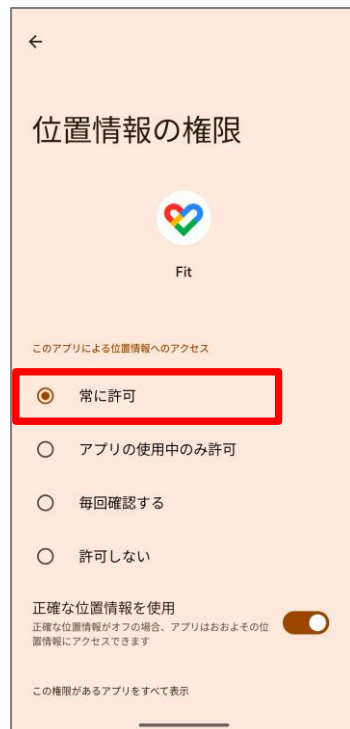 位置情報の権限
Fit
このアプリによる位置情報へのアクセス
常に許可
アプリの使用中のみ許可
毎回確認する
許可しない
正確な位置情報を使用
正確な位置情報がオフの場合、アプリはおおよその位
置情報にアクセスできます
この権限があるアプリをすべて表示